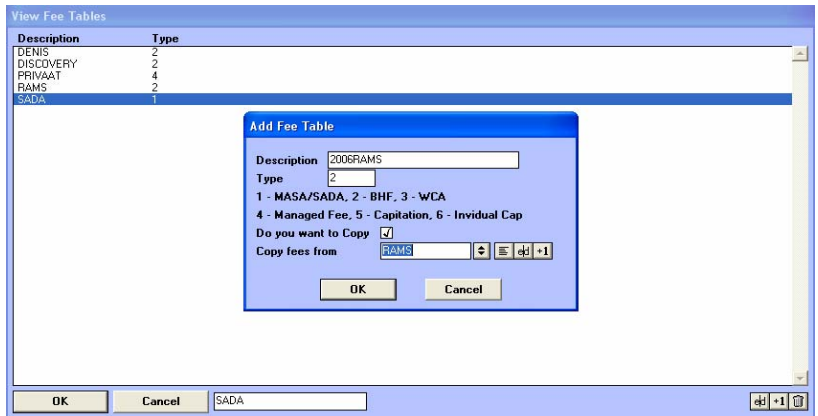 View Fee Tables
Description Type
DENIS 2
DISCOVERY 2
PRIVAAT 4
RAMS 2
SADA 1
Add Fee Table
Description 2006RAMS
Type 2
1 - MASA/SADA, 2 - BHF, 3 - WCA
4 - Managed Fee, 5 - Capitation, 6 - Invidual Cap
Do you want to Copy
Copy fees from RAMS +1
OK Cancel
OK Cancel SADA +1